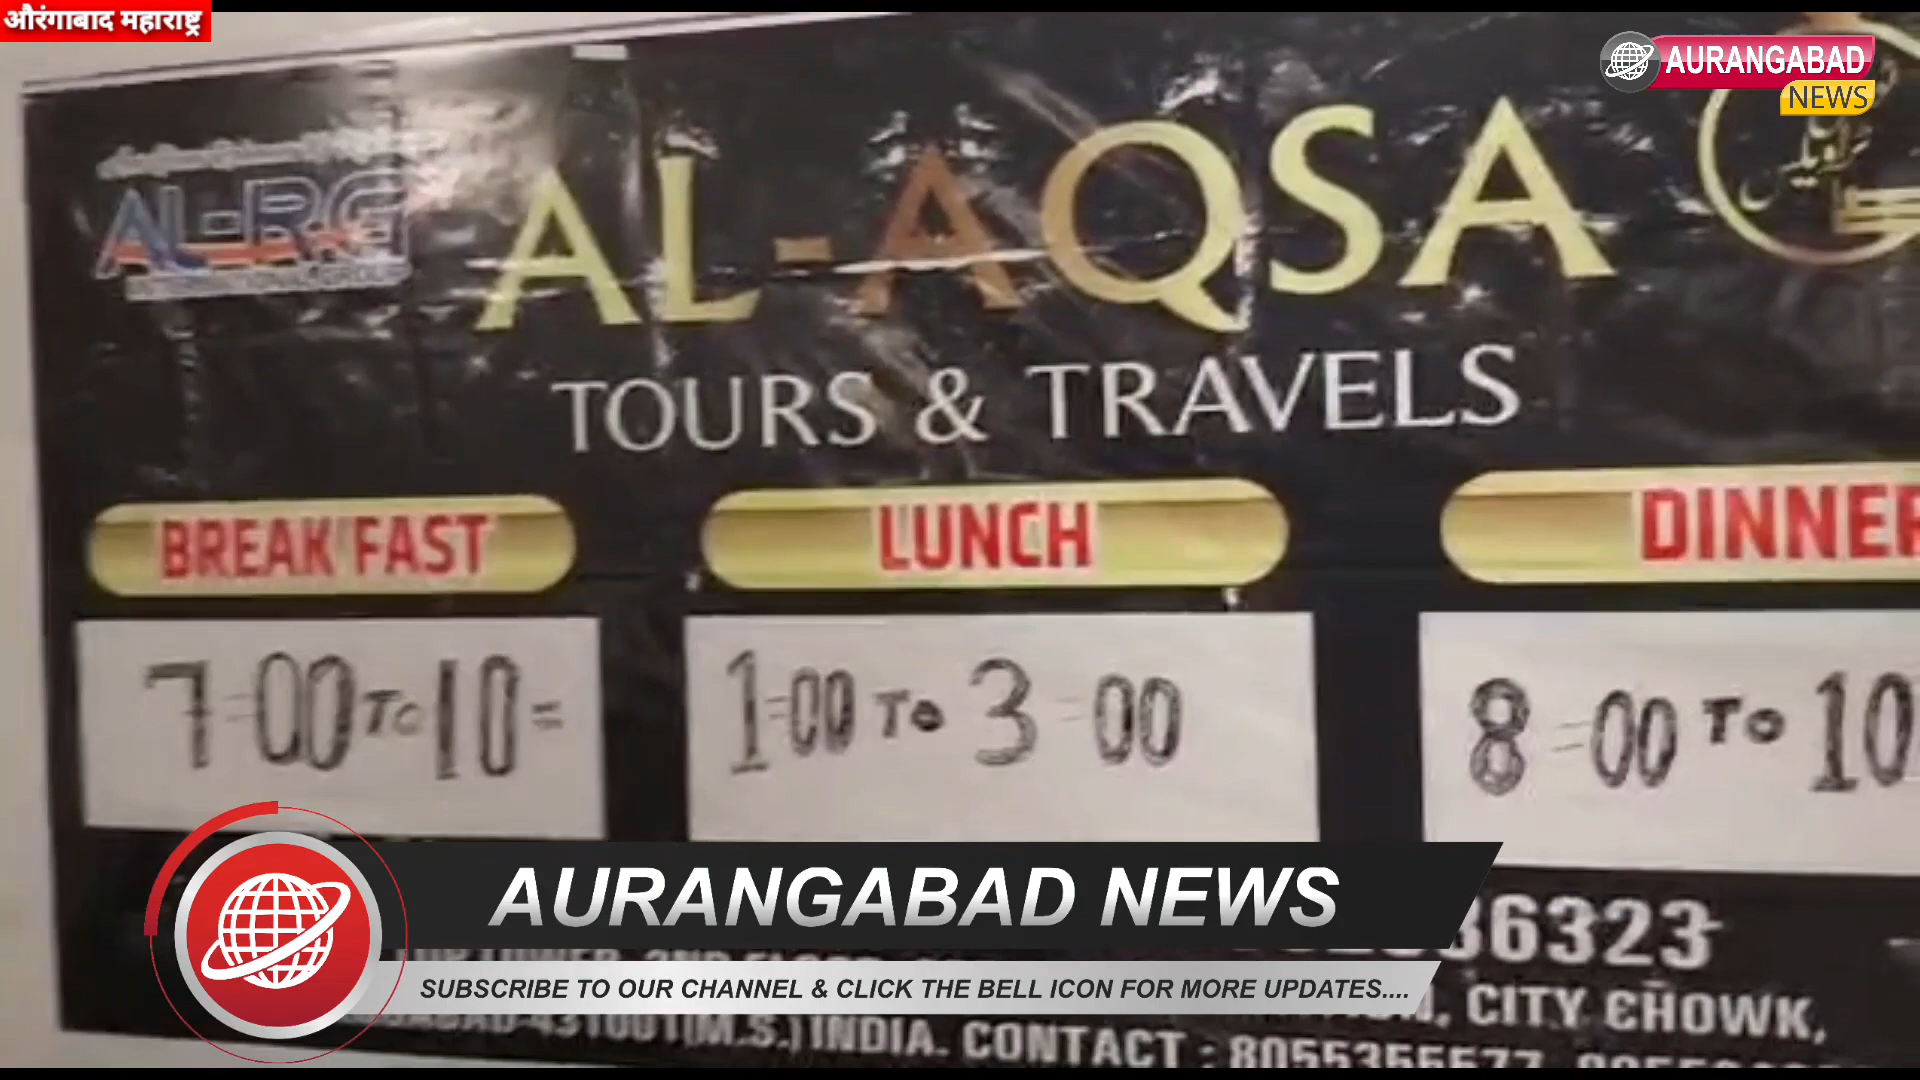 औरंगाबाद महाराष्ट्र
AURANGABAD
NEWS
AL-AQSA
TOURS & TRAVELS
BREAK FAST
LUNCH
DINNER
7=00 To 10=
1=00 To 3=00
8=00 To 10
AURANGABAD NEWS
36323
SUBSCRIBE TO OUR CHANNEL & CLICK THE BELL ICON FOR MORE UPDATES....
CITY CHOWK,
431001(M.S.) INDIA. CONTACT :